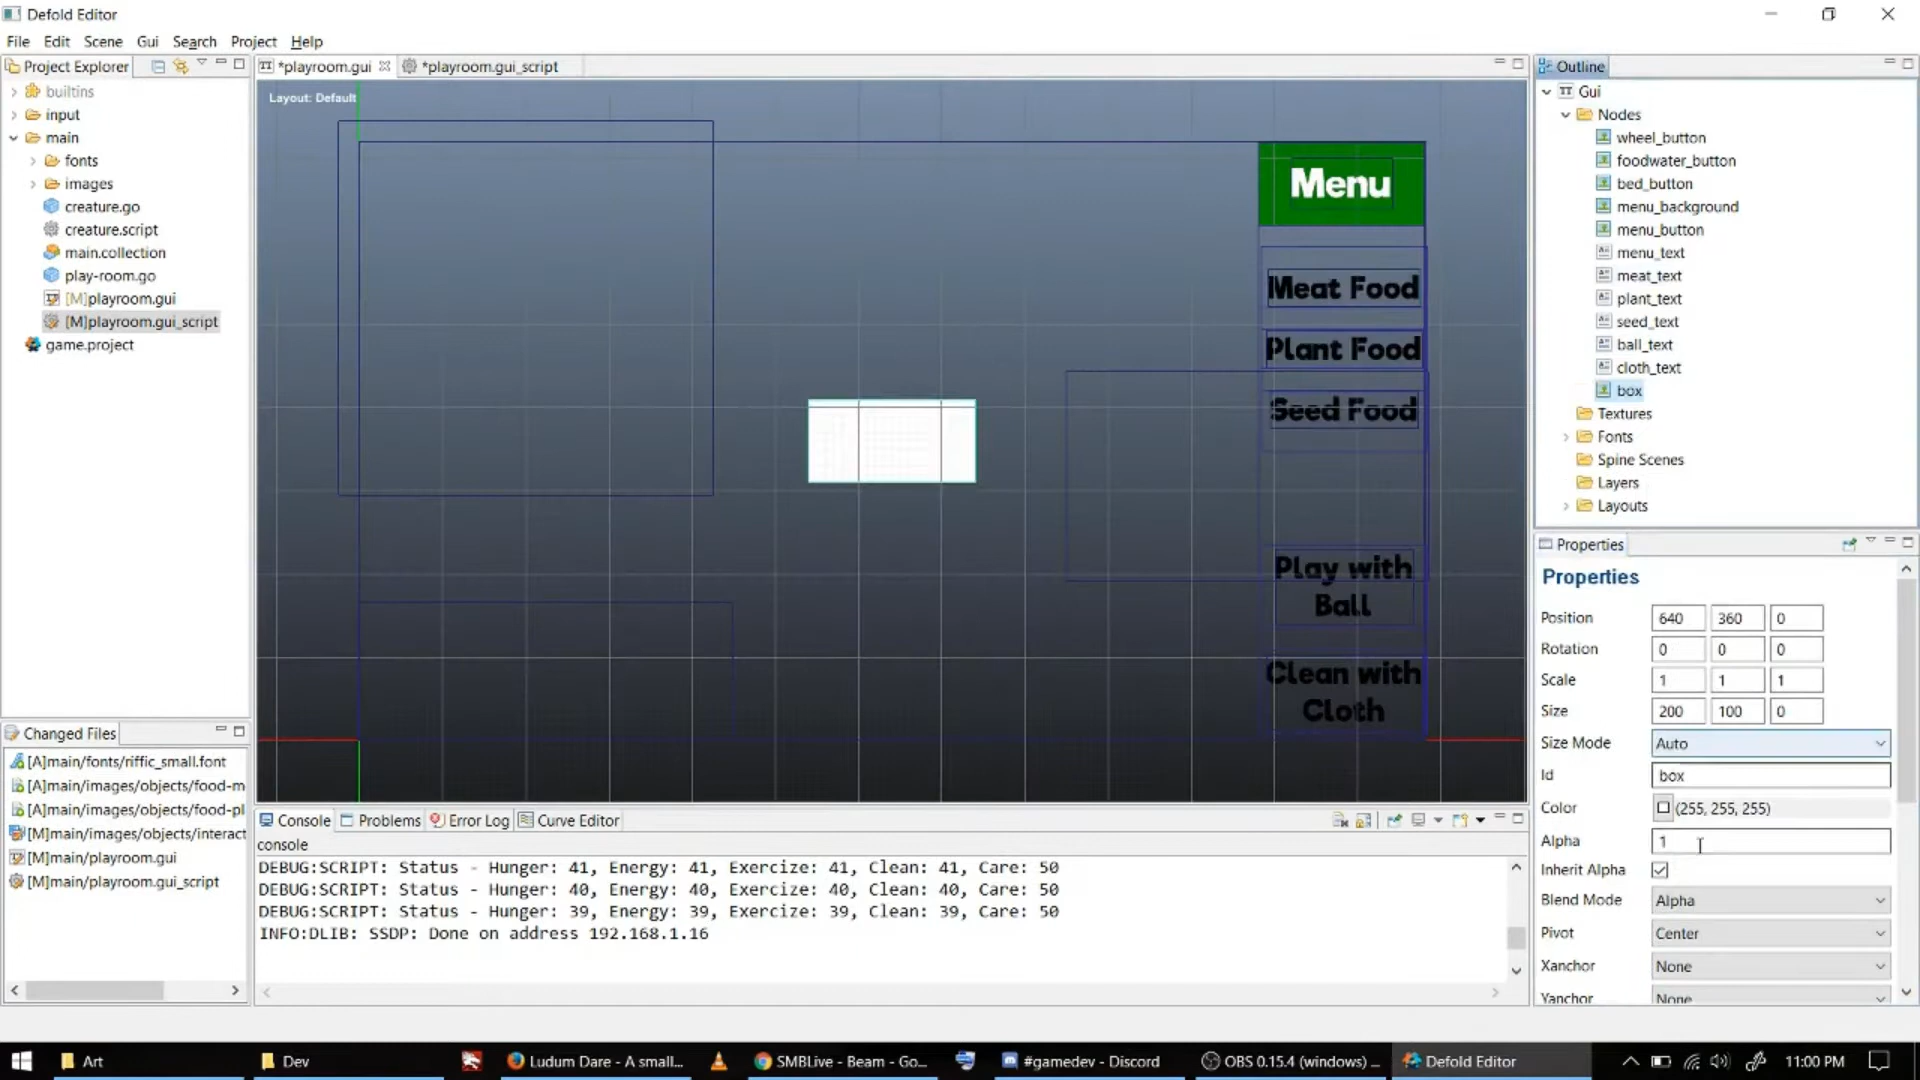 Defold Editor
File Edit Scene Gui Search Project Help
Project Explorer
builtins
input
main
fonts
images
creature.go
creature.script
main.collection
play-room.go
[M]playroom.gui
[M]playroom.gui_script
game.project
Changed Files
[A]main/fonts/riffic_small.font
[A]main/images/objects/food-m
[A]main/images/objects/food-pl
[M]main/images/objects/interact
[M]main/playroom.gui
[M]main/playroom.gui_script
*playroom.gui *playroom.gui_script
Layout: Default
Menu
Meat Food
Plant Food
Seed Food
Play with
Ball
Clean with
Cloth
Console Problems Error Log Curve Editor
console
DEBUG:SCRIPT: Status - Hunger: 41, Energy: 41, Exercize: 41, Clean: 41, Care: 50
DEBUG:SCRIPT: Status - Hunger: 40, Energy: 40, Exercize: 40, Clean: 40, Care: 50
DEBUG:SCRIPT: Status - Hunger: 39, Energy: 39, Exercize: 39, Clean: 39, Care: 50
INFO:DLIB: SSDP: Done on address 192.168.1.16
Outline
Gui
Nodes
wheel_button
foodwater_button
bed_button
menu_background
menu_button
menu_text
meat_text
plant_text
seed_text
ball_text
cloth_text
box
Textures
Fonts
Spine Scenes
Layers
Layouts
Properties
Properties
Position 640 360 0
Rotation 0 0 0
Scale 1 1 1
Size 200 100 0
Size Mode Auto
Id box
Color (255, 255, 255)
Alpha 1
Inherit Alpha
Blend Mode Alpha
Pivot Center
Xanchor None
Yanchor None
Art Dev Ludum Dare - A small... SMBLive - Beam - Go... #gamedev - Discord OBS 0.15.4 (windows) ... Defold Editor 11:00 PM